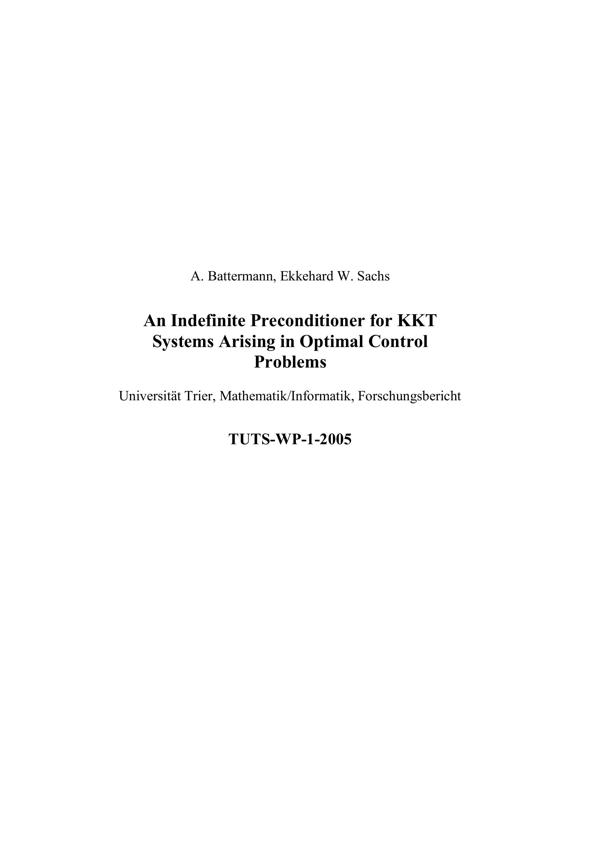 A. Battermann, Ekkehard W. Sachs
An Indefinite Preconditioner for KKT
Systems Arising in Optimal Control
Problems
Universität Trier, Mathematik/Informatik, Forschungsbericht
TUTS-WP-1-2005